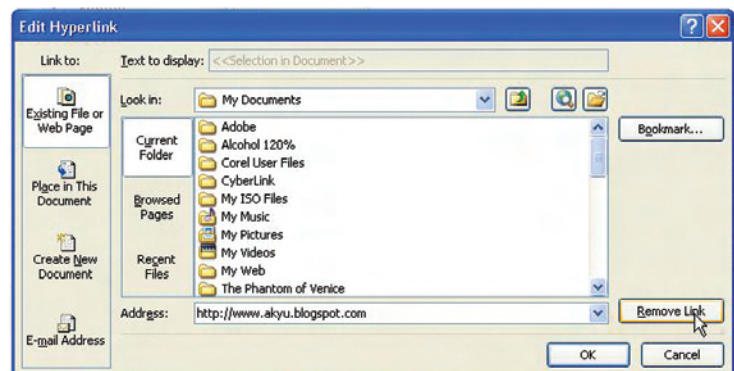 Edit Hyperlink
Link to:
Text to display: <<Selection in Document>>
Existing File or
Web Page
Look in: My Documents
Current
Folder
Browsed
Pages
Recent
Files
Adobe
Alcohol 120%
Corel User Files
CyberLink
My ISO Files
My Music
My Pictures
My Videos
My Web
The Phantom of Venice
Bookmark...
Place in This
Document
Create New
Document
E-mail Address
Address: http://www.akyu.blogspot.com
Remove Link
OK
Cancel